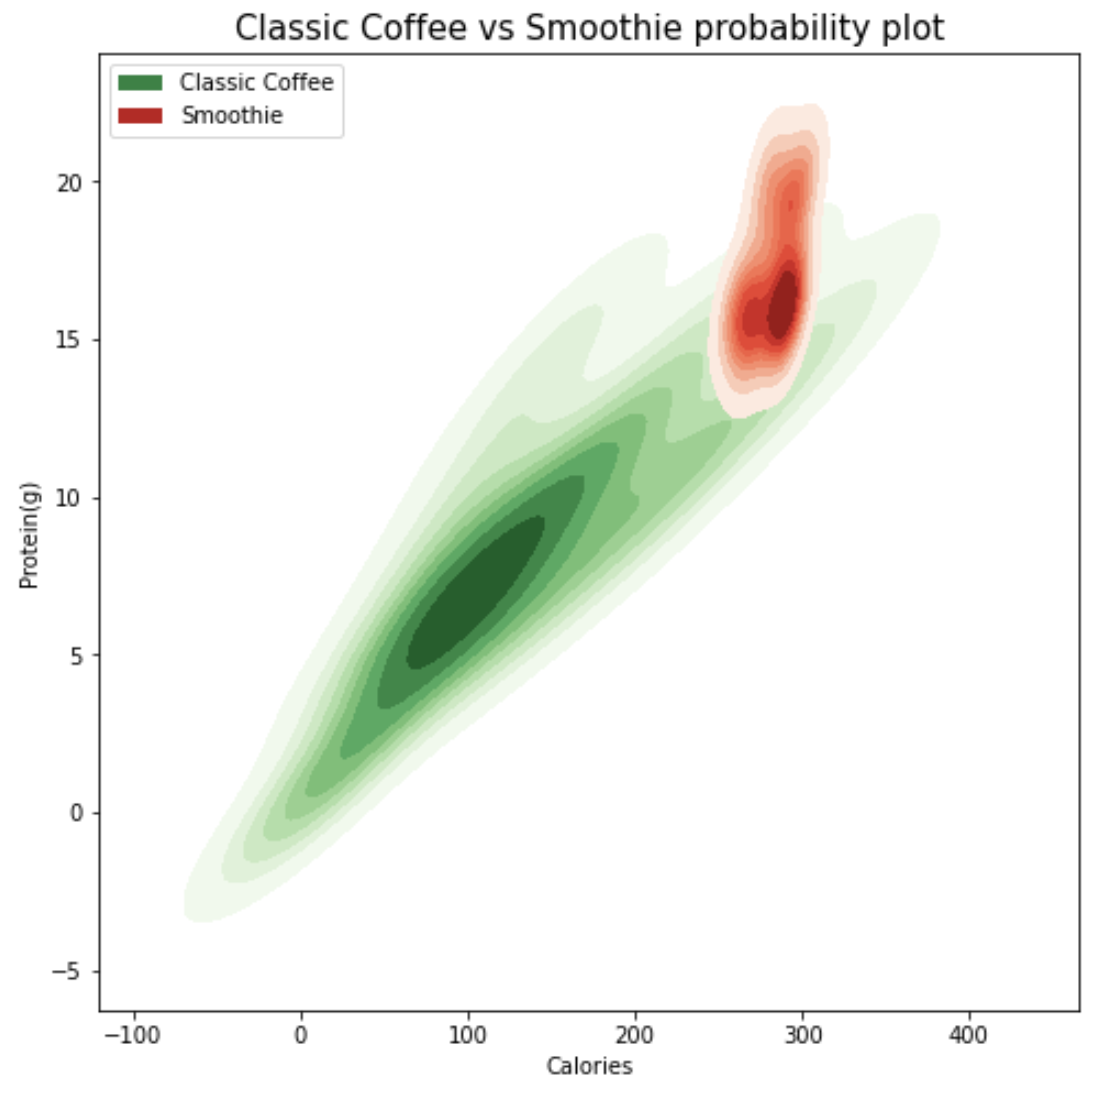 Classic Coffee vs Smoothie probability plot
Classic Coffee
Smoothie
Protein(g)
20
15
10
5
0
−5
−100 0 100 200 300 400
Calories